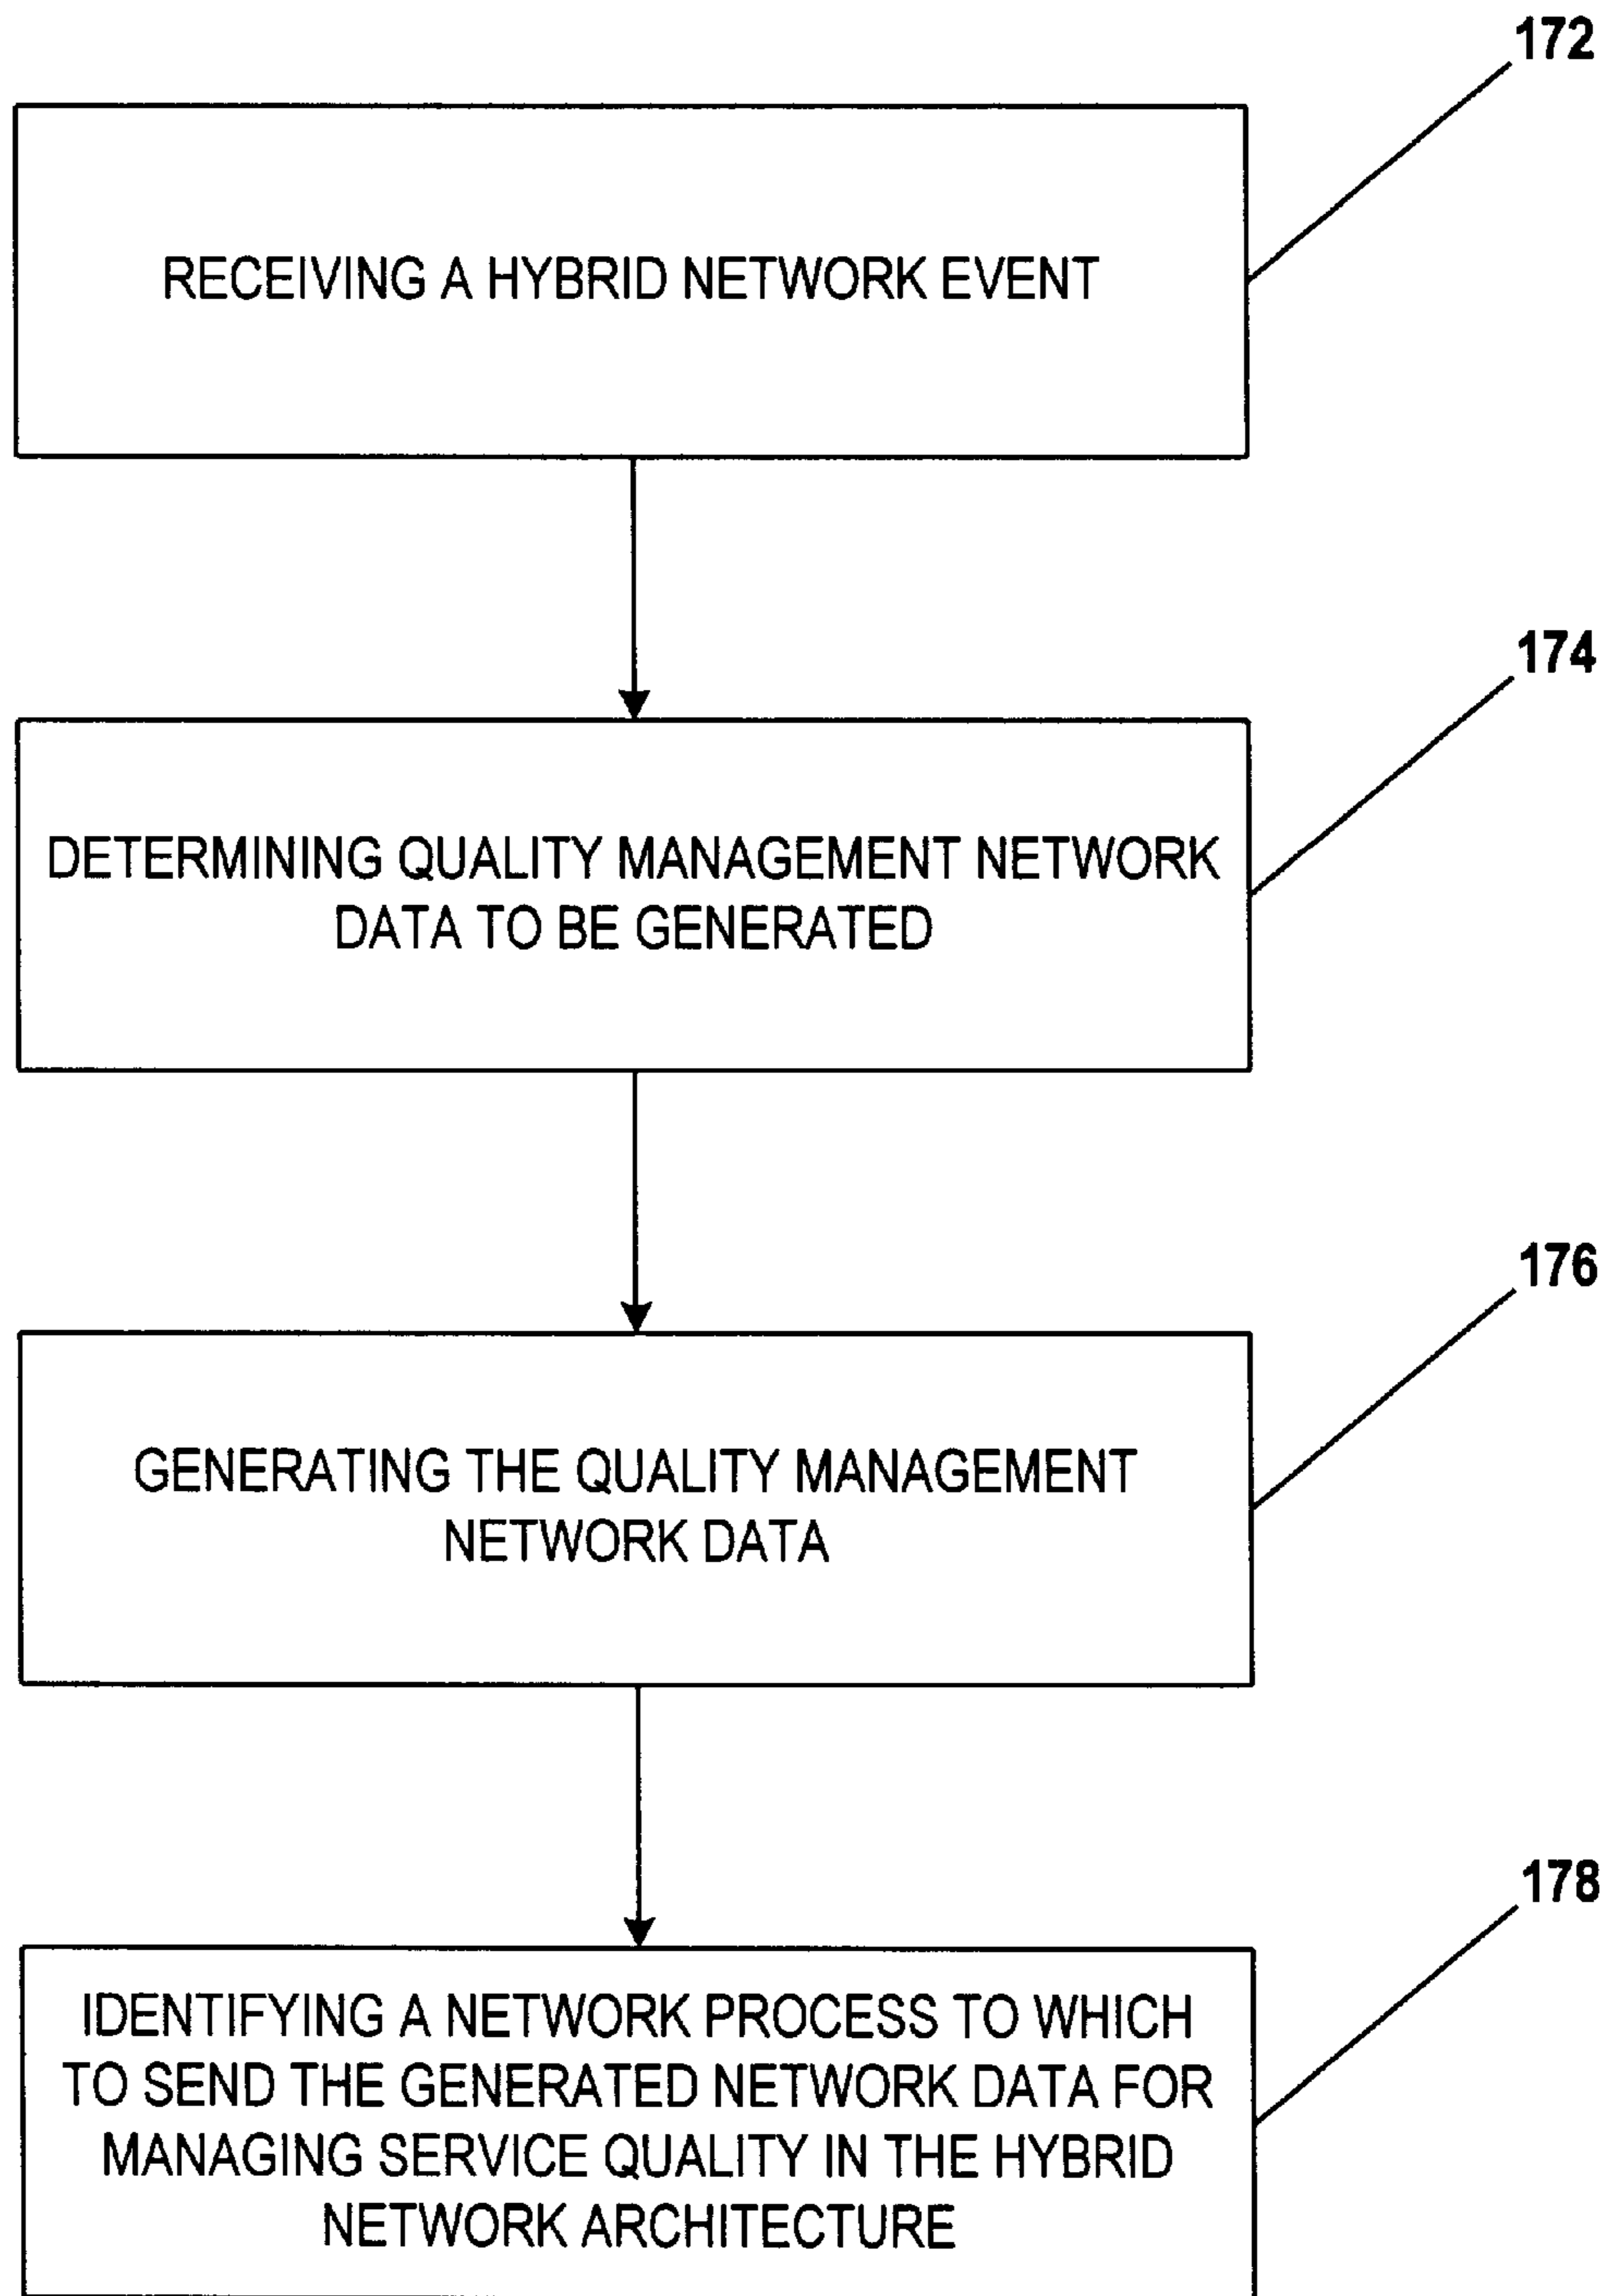 172
RECEIVING A HYBRID NETWORK EVENT
174
DETERMINING QUALITY MANAGEMENT NETWORK
DATA TO BE GENERATED
176
GENERATING THE QUALITY MANAGEMENT
NETWORK DATA
178
IDENTIFYING A NETWORK PROCESS TO WHICH
TO SEND THE GENERATED NETWORK DATA FOR
MANAGING SERVICE QUALITY IN THE HYBRID
NETWORK ARCHITECTURE